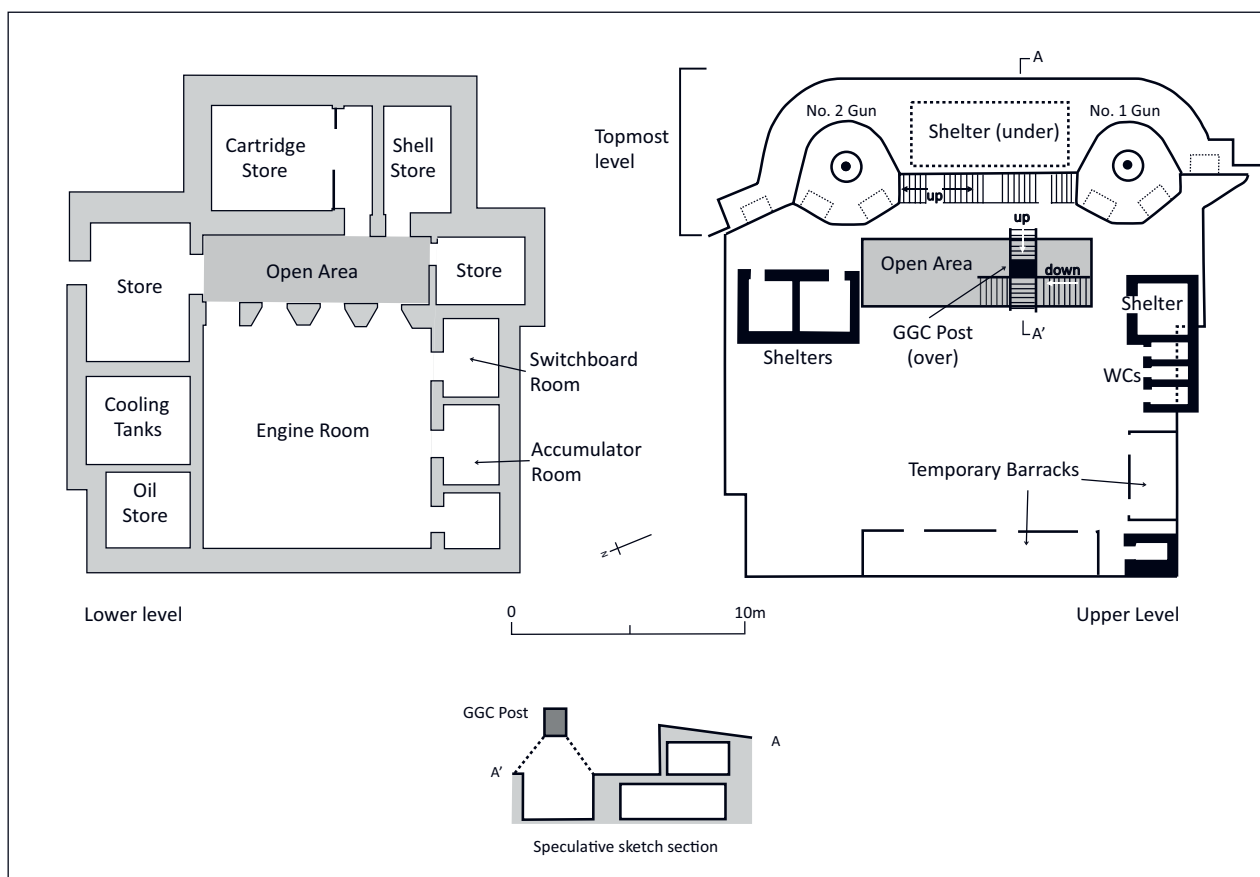 Cartridge
Store
Shell
Store
Store
Open Area
Store
Switchboard
Room
Cooling
Tanks
Engine Room
Accumulator
Room
Oil
Store
Lower level
Topmost
level
A
No. 2 Gun
No. 1 Gun
Shelter (under)
up
up
Open Area
down
Shelter
GGC Post
(over)
A'
Shelters
WCs
Temporary Barracks
Upper Level
N
0
10m
GGC Post
A'
A
Speculative sketch section